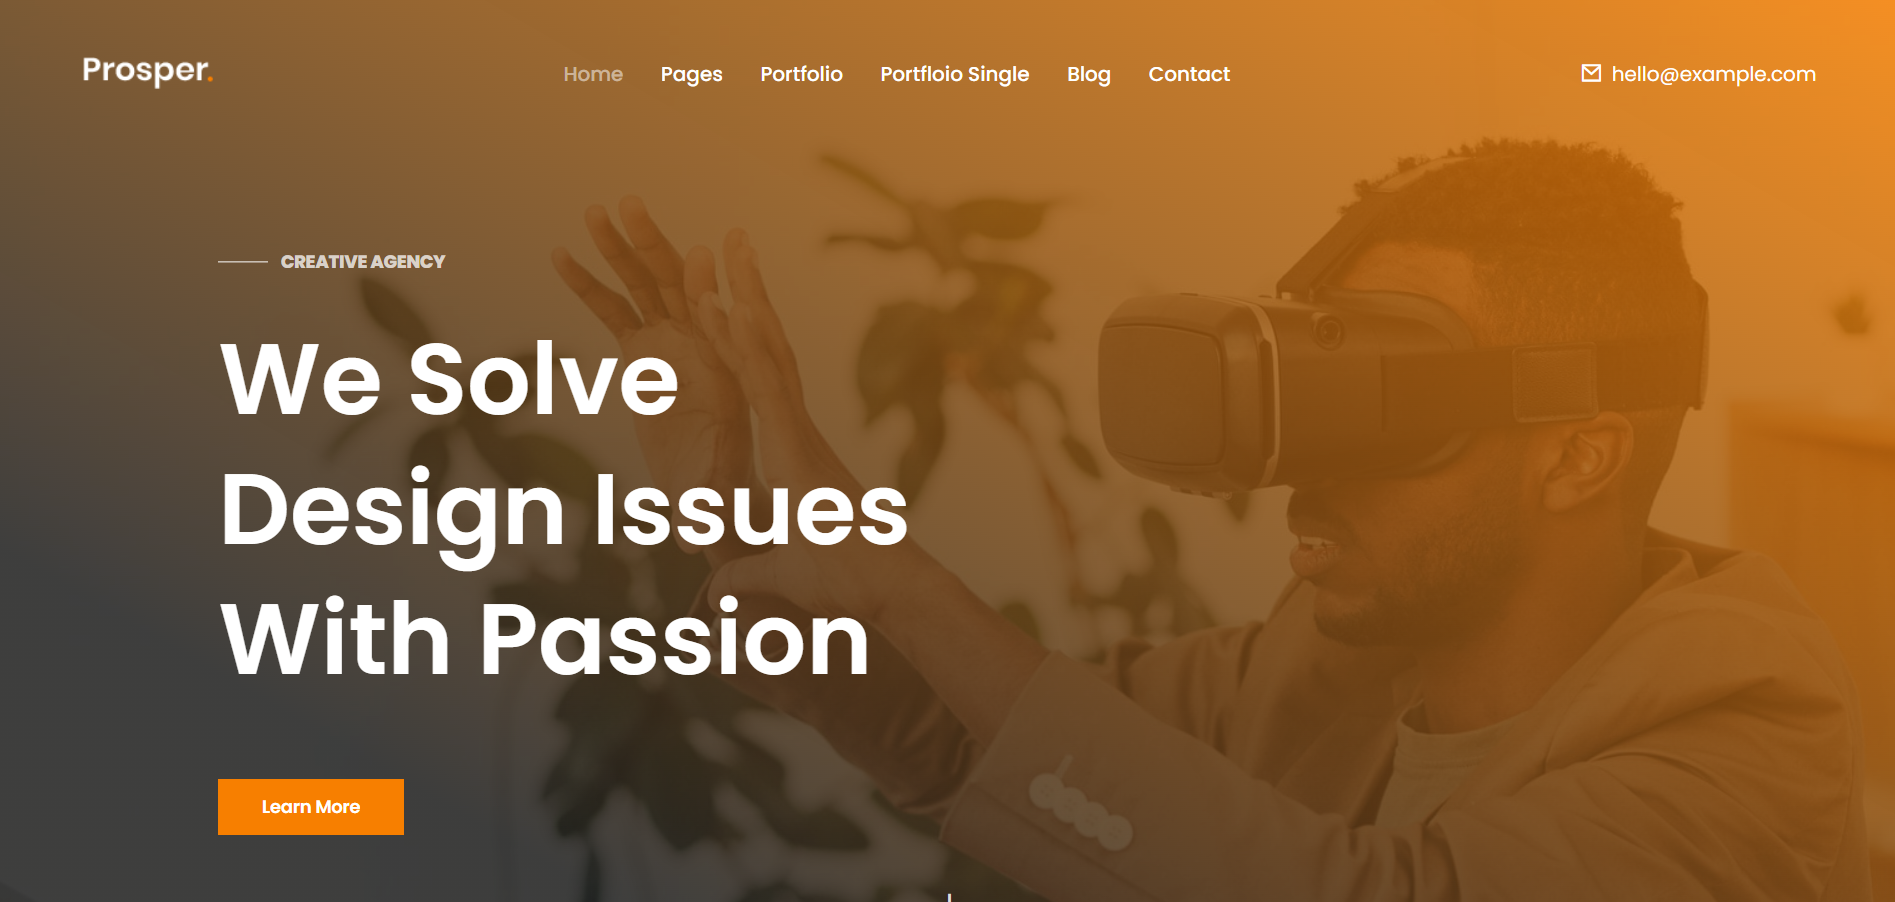 Prosper.
Home Pages Portfolio Portfloio Single Blog Contact
hello@example.com
CREATIVE AGENCY
We Solve
Design Issues
With Passion
Learn More